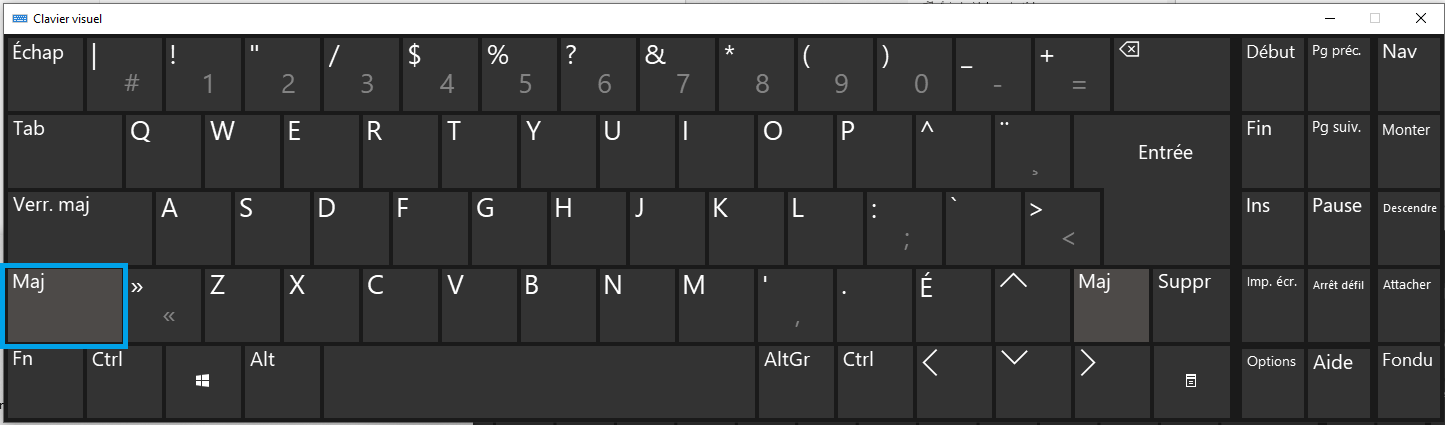 Clavier visuel
Échap | # ! 1 " 2 / 3 $ 4 % 5 ? 6 & 7 * 8 ( 9 ) 0 _ - + = Début Pg préc. Nav
Tab Q W E R T Y U I O P ^ ¨ ¸ Entrée Fin Pg suiv. Monter
Verr. maj A S D F G H J K L : ; ` > < Ins Pause Descendre
Maj » « Z X C V B N M ' , . É Maj Suppr Imp. écr. Arrêt défil Attacher
Fn Ctrl Alt AltGr Ctrl Options Aide Fondu